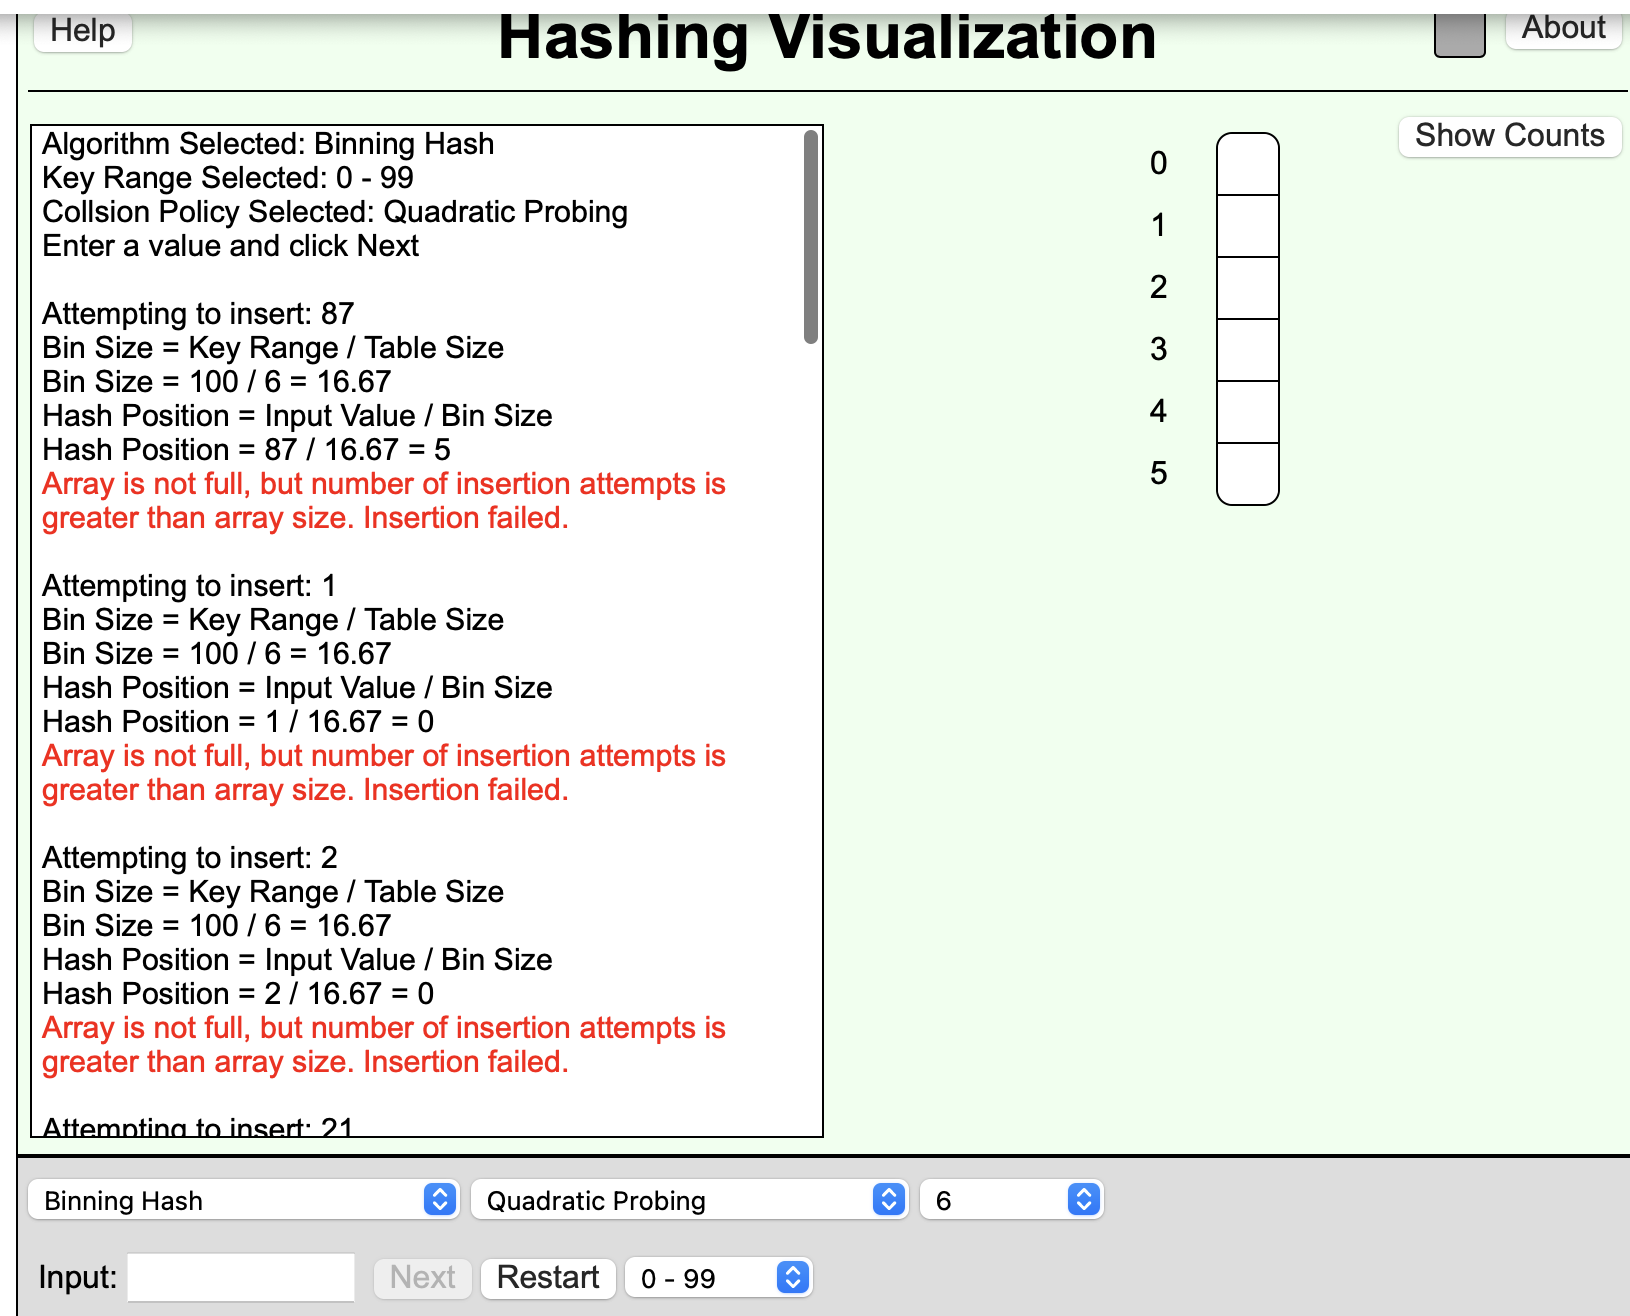 Help
Hashing Visualization
About
Show Counts
Algorithm Selected: Binning Hash
Key Range Selected: 0 - 99
Collsion Policy Selected: Quadratic Probing
Enter a value and click Next
Attempting to insert: 87
Bin Size = Key Range / Table Size
Bin Size = 100 / 6 = 16.67
Hash Position = Input Value / Bin Size
Hash Position = 87 / 16.67 = 5
Array is not full, but number of insertion attempts is
greater than array size. Insertion failed.
Attempting to insert: 1
Bin Size = Key Range / Table Size
Bin Size = 100 / 6 = 16.67
Hash Position = Input Value / Bin Size
Hash Position = 1 / 16.67 = 0
Array is not full, but number of insertion attempts is
greater than array size. Insertion failed.
Attempting to insert: 2
Bin Size = Key Range / Table Size
Bin Size = 100 / 6 = 16.67
Hash Position = Input Value / Bin Size
Hash Position = 2 / 16.67 = 0
Array is not full, but number of insertion attempts is
greater than array size. Insertion failed.
Attempting to insert: 21
0
1
2
3
4
5
Binning Hash
Quadratic Probing
6
Input:
Next
Restart
0 - 99